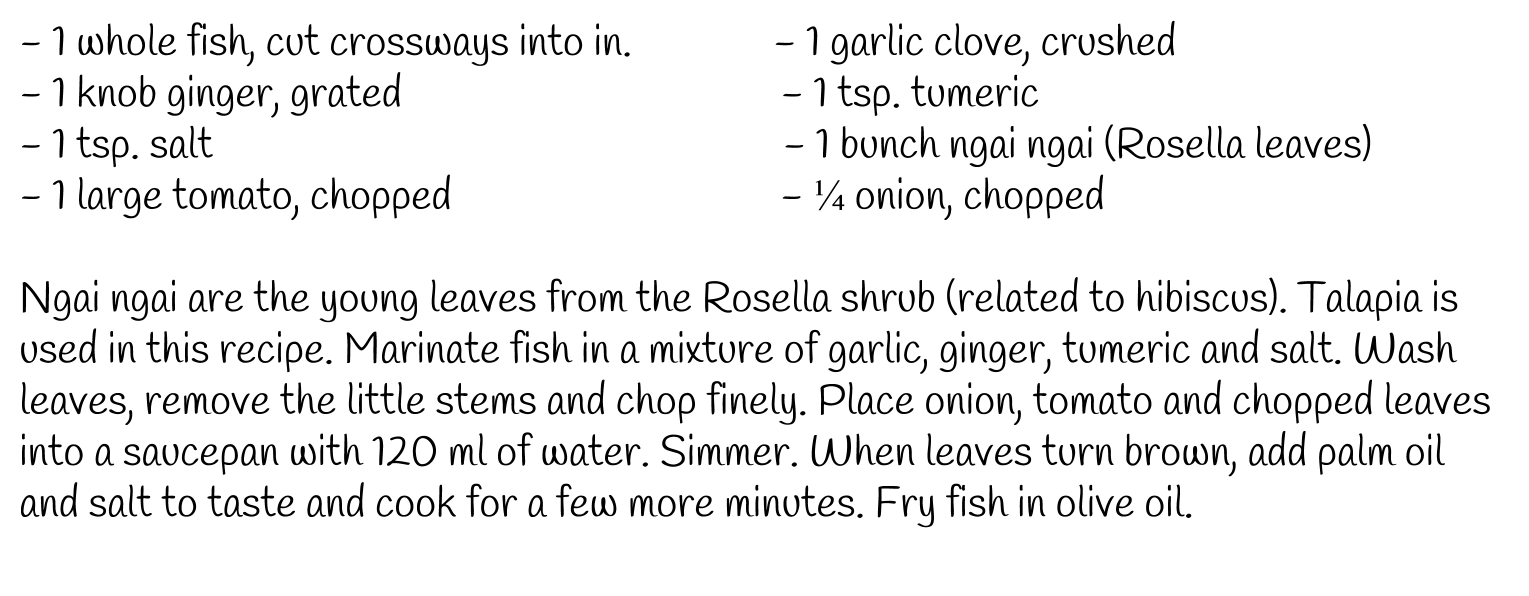 - 1 whole fish, cut crossways into in.
- 1 knob ginger, grated
- 1 tsp. salt
- 1 large tomato, chopped
- 1 garlic clove, crushed
- 1 tsp. tumeric
- 1 bunch ngai ngai (Rosella leaves)
- ¼ onion, chopped
Ngai ngai are the young leaves from the Rosella shrub (related to hibiscus). Talapia is
used in this recipe. Marinate fish in a mixture of garlic, ginger, tumeric and salt. Wash
leaves, remove the little stems and chop finely. Place onion, tomato and chopped leaves
into a saucepan with 120 ml of water. Simmer. When leaves turn brown, add palm oil
and salt to taste and cook for a few more minutes. Fry fish in olive oil.